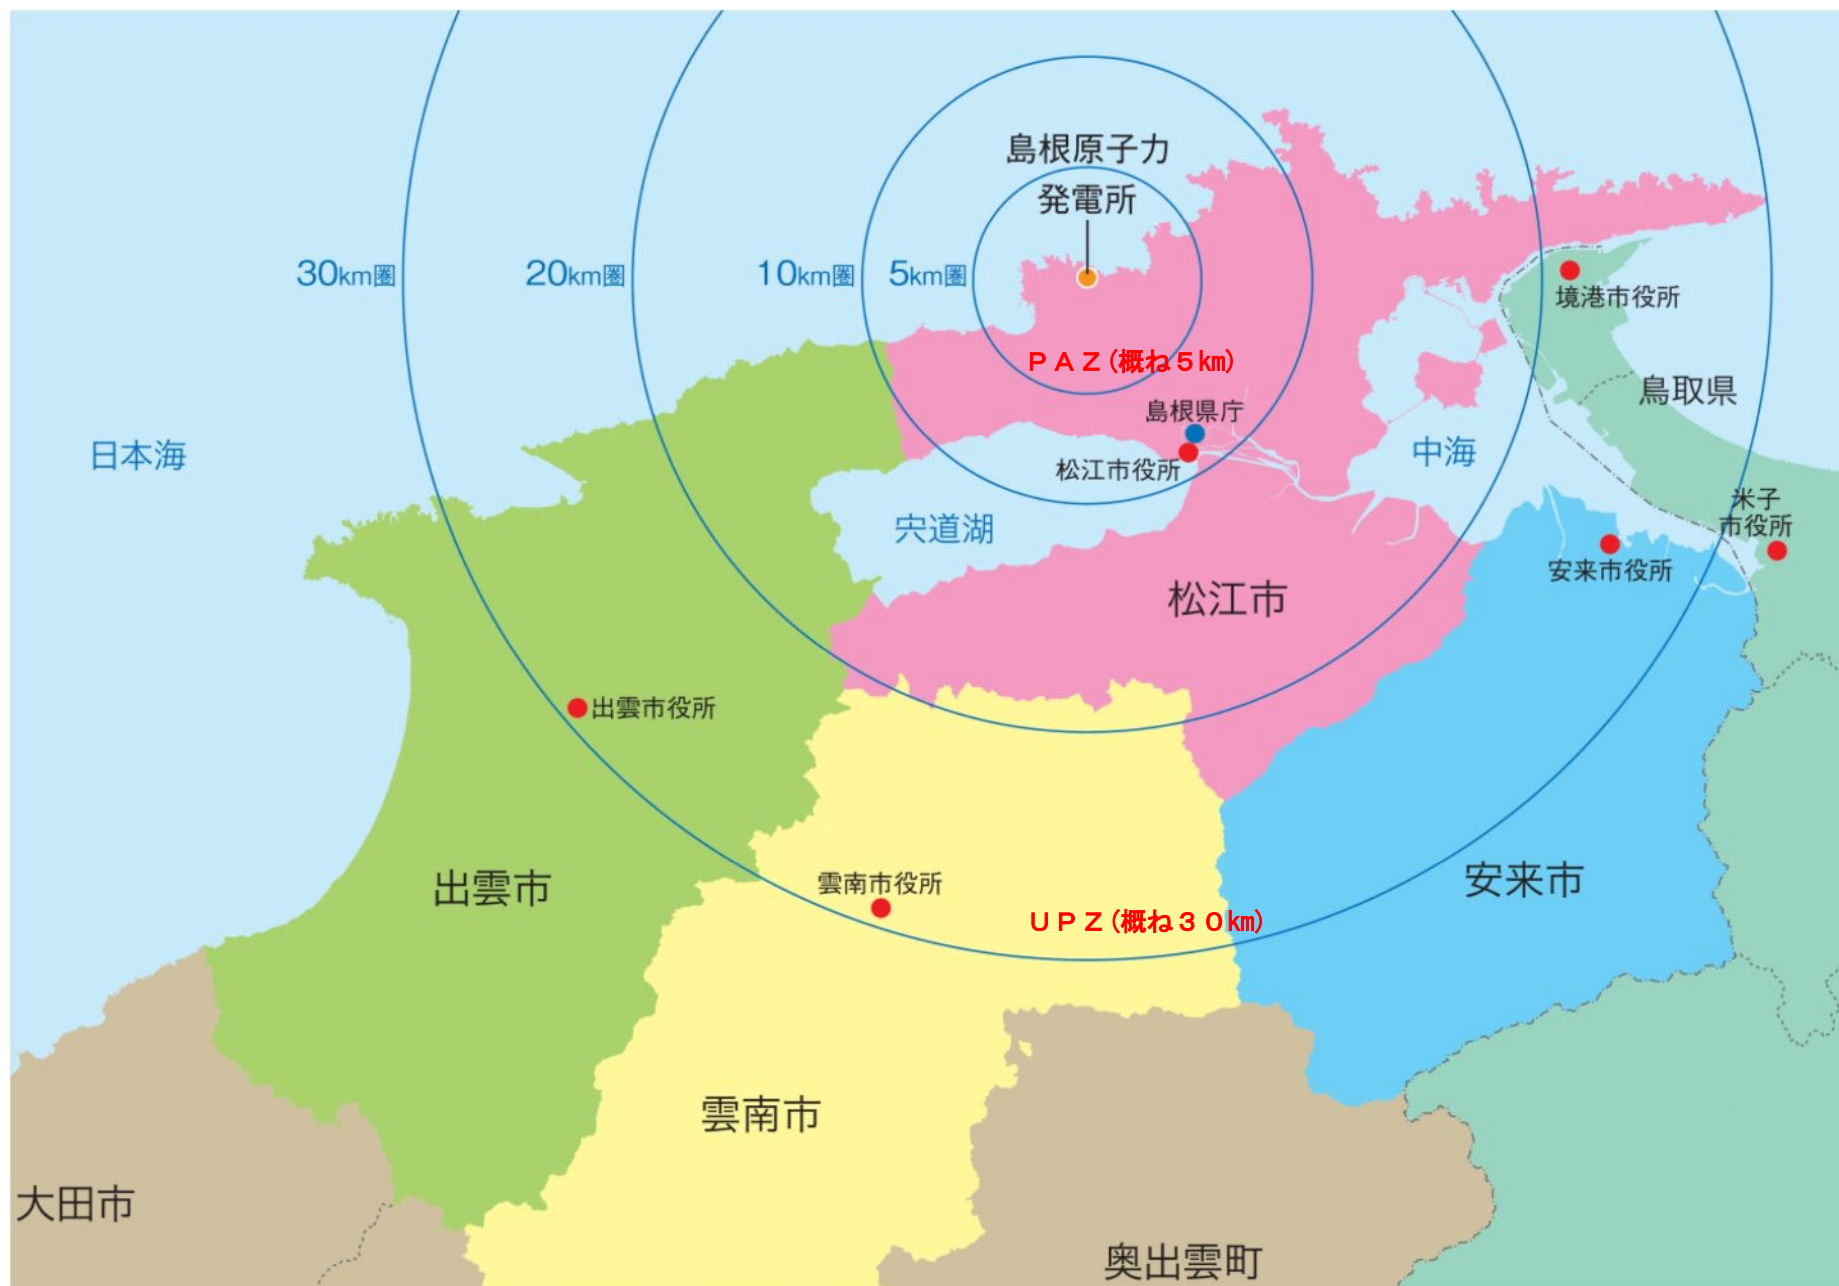 島根原子力
発電所
30km圏
20km圏
10km圏
5km圏
境港市役所
PAZ(概ね5㎞)
鳥取県
島根県庁
日本海
松江市役所
中海
宍道湖
米子
市役所
安来市役所
松江市
出雲市役所
出雲市
雲南市役所
安来市
UPZ(概ね30㎞)
雲南市
大田市
奥出雲町